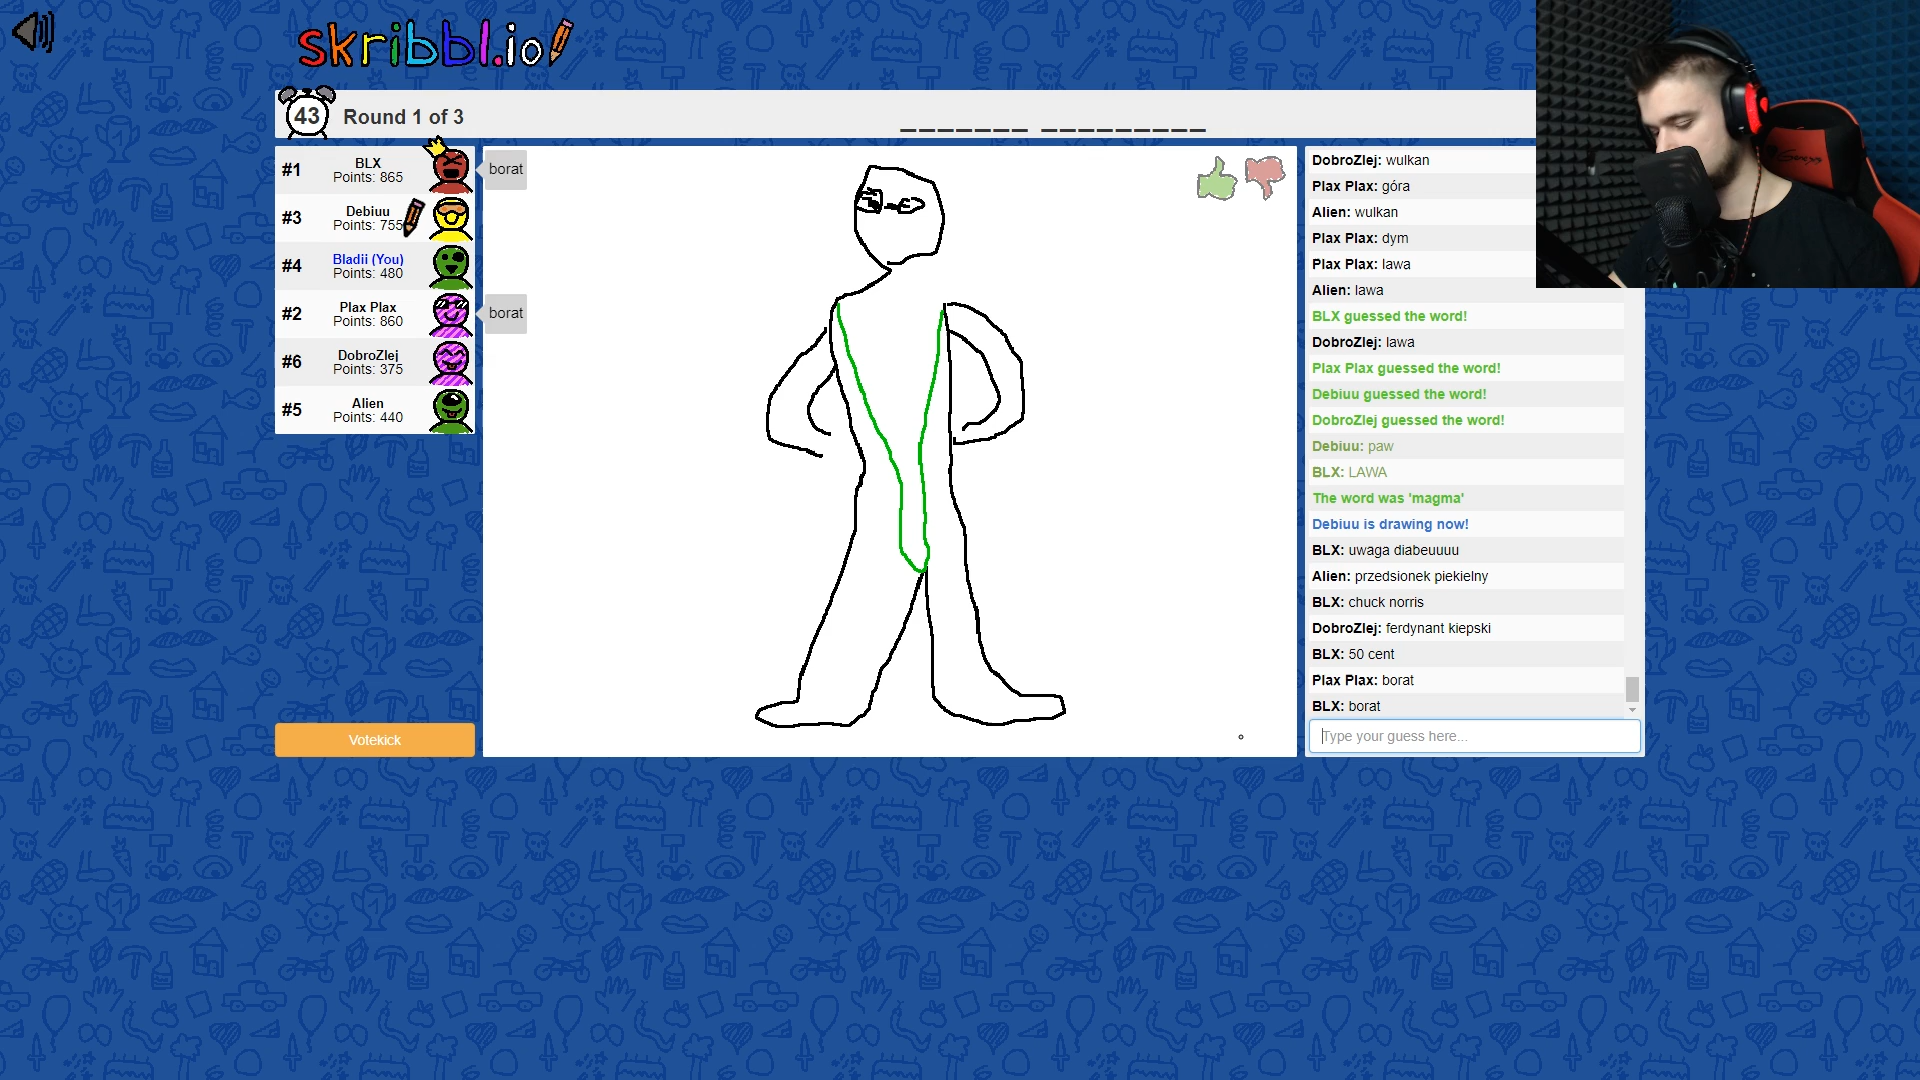 skribbl.io
43
Round 1 of 3
_______ _________
#1
BLX
Points: 865
borat
#3
Debiuu
Points: 755
#4
Bladii (You)
Points: 480
#2
Plax Plax
Points: 860
borat
#6
DobroZlej
Points: 375
#5
Alien
Points: 440
Votekick
DobroZlej: wulkan
Plax Plax: góra
Alien: wulkan
Plax Plax: dym
Plax Plax: lawa
Alien: lawa
BLX guessed the word!
DobroZlej: lawa
Plax Plax guessed the word!
Debiuu guessed the word!
DobroZlej guessed the word!
Debiuu: paw
BLX: LAWA
The word was 'magma'
Debiuu is drawing now!
BLX: uwaga diabeuuuu
Alien: przedsionek piekielny
BLX: chuck norris
DobroZlej: ferdynant kiepski
BLX: 50 cent
Plax Plax: borat
BLX: borat
Type your guess here...